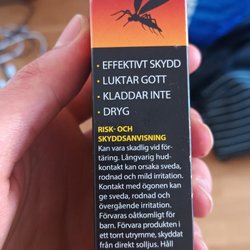 • EFFEKTIVT SKYDD
• LUKTAR GOTT
• KLADDAR INTE
• DRYG
RISK- OCH
SKYDDSANVISNING
Kan vara skadlig vid för-
täring. Långvarig hud-
kontakt kan orsaka sveda,
rodnad och mild irritation.
Kontakt med ögonen kan
ge sveda, rodnad och
övergående irritation.
Förvaras oåtkomligt för
barn. Förvara produkten i
ett torrt utrymme, skyddat
från direkt solljus. Håll